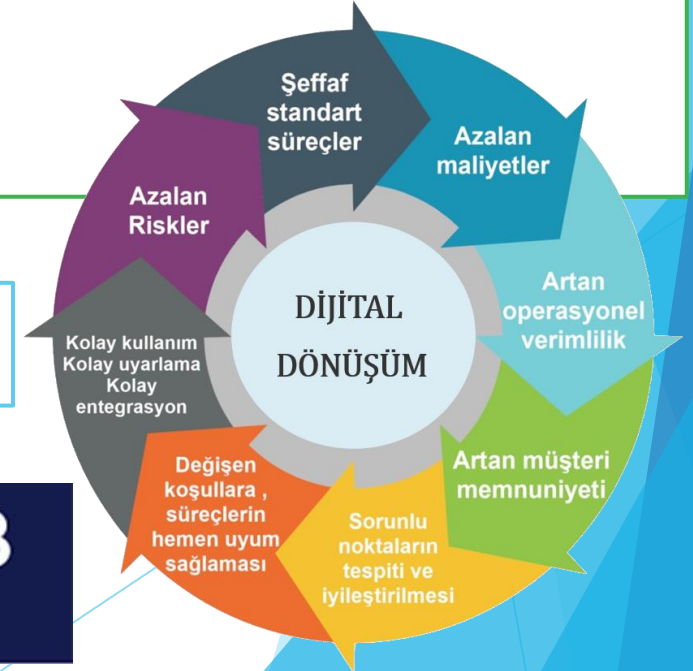 Şeffaf
standart
süreçler
Azalan
maliyetler
Artan
operasyonel
verimlilik
Artan müşteri
memnuniyeti
Sorunlu
noktaların
tespiti ve
iyileştirilmesi
Değişen
koşullara ,
süreçlerin
hemen uyum
sağlaması
Kolay kullanım
Kolay uyarlama
Kolay
entegrasyon
Azalan
Riskler
DİJİTAL
DÖNÜŞÜM